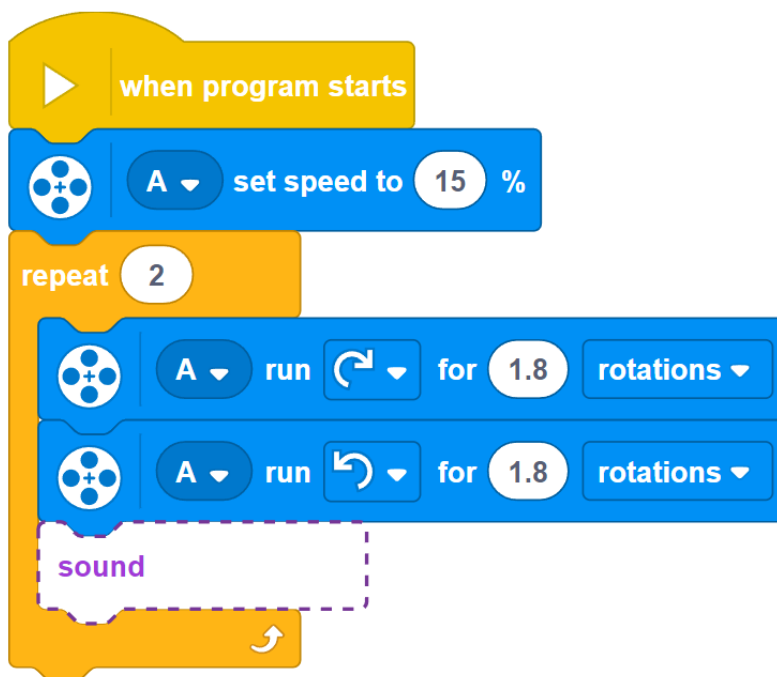 when program starts
A set speed to 15 %
repeat 2
A run for 1.8 rotations
A run for 1.8 rotations
sound